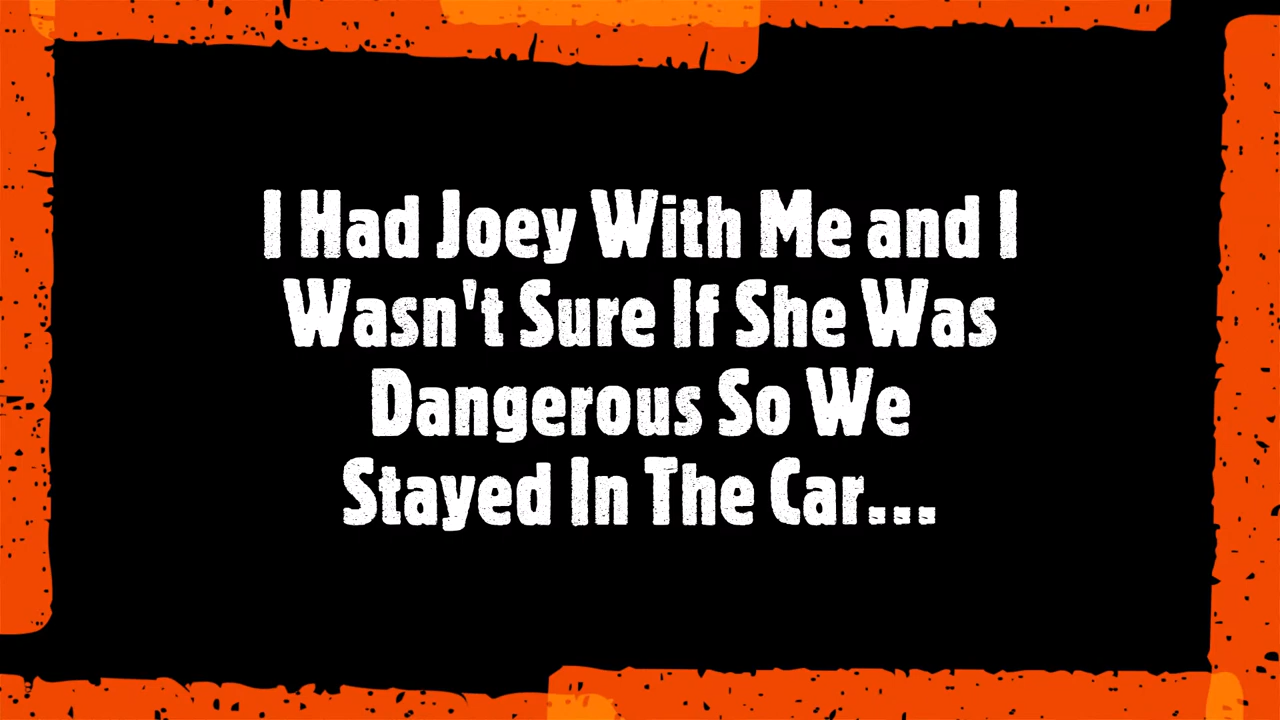 I Had Joey With Me and I
Wasn't Sure If She Was
Dangerous So We
Stayed In The Car...